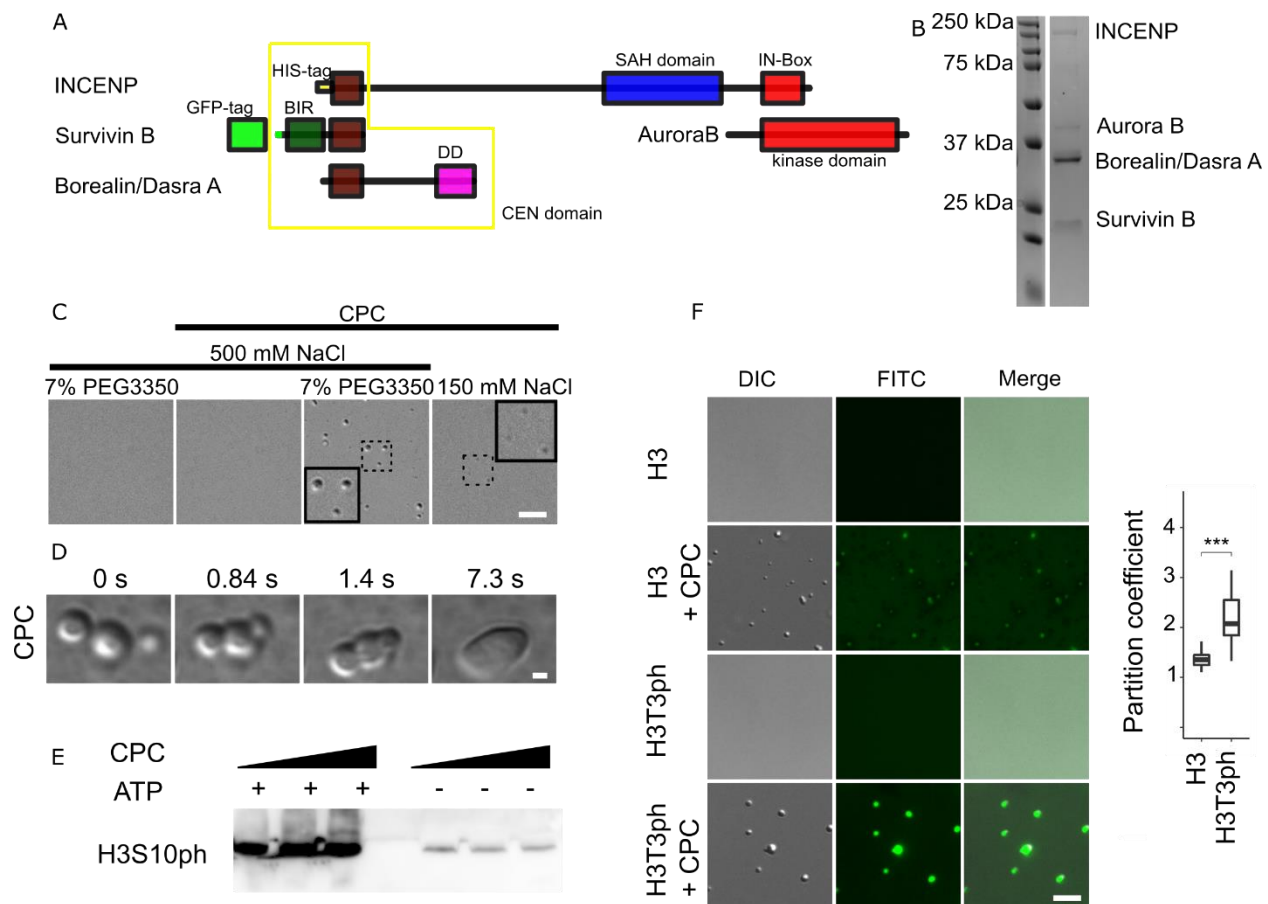 A
INCENP
HIS-tag
SAH domain
IN-Box
GFP-tag
BIR
Survivin B
AuroraB
kinase domain
DD
Borealin/Dasra A
CEN domain
B
250 kDa
INCENP
75 kDa
Aurora B
37 kDa
Borealin/Dasra A
25 kDa
Survivin B
C
CPC
500 mM NaCl
7% PEG3350
7% PEG3350
150 mM NaCl
D
0 s
0.84 s
1.4 s
7.3 s
CPC
E
CPC
ATP
+ + + - - -
H3S10ph
F
DIC
FITC
Merge
H3
H3
+ CPC
H3T3ph
H3T3ph
+ CPC
Partition coefficient
4
3
2
1
***
H3
H3T3ph